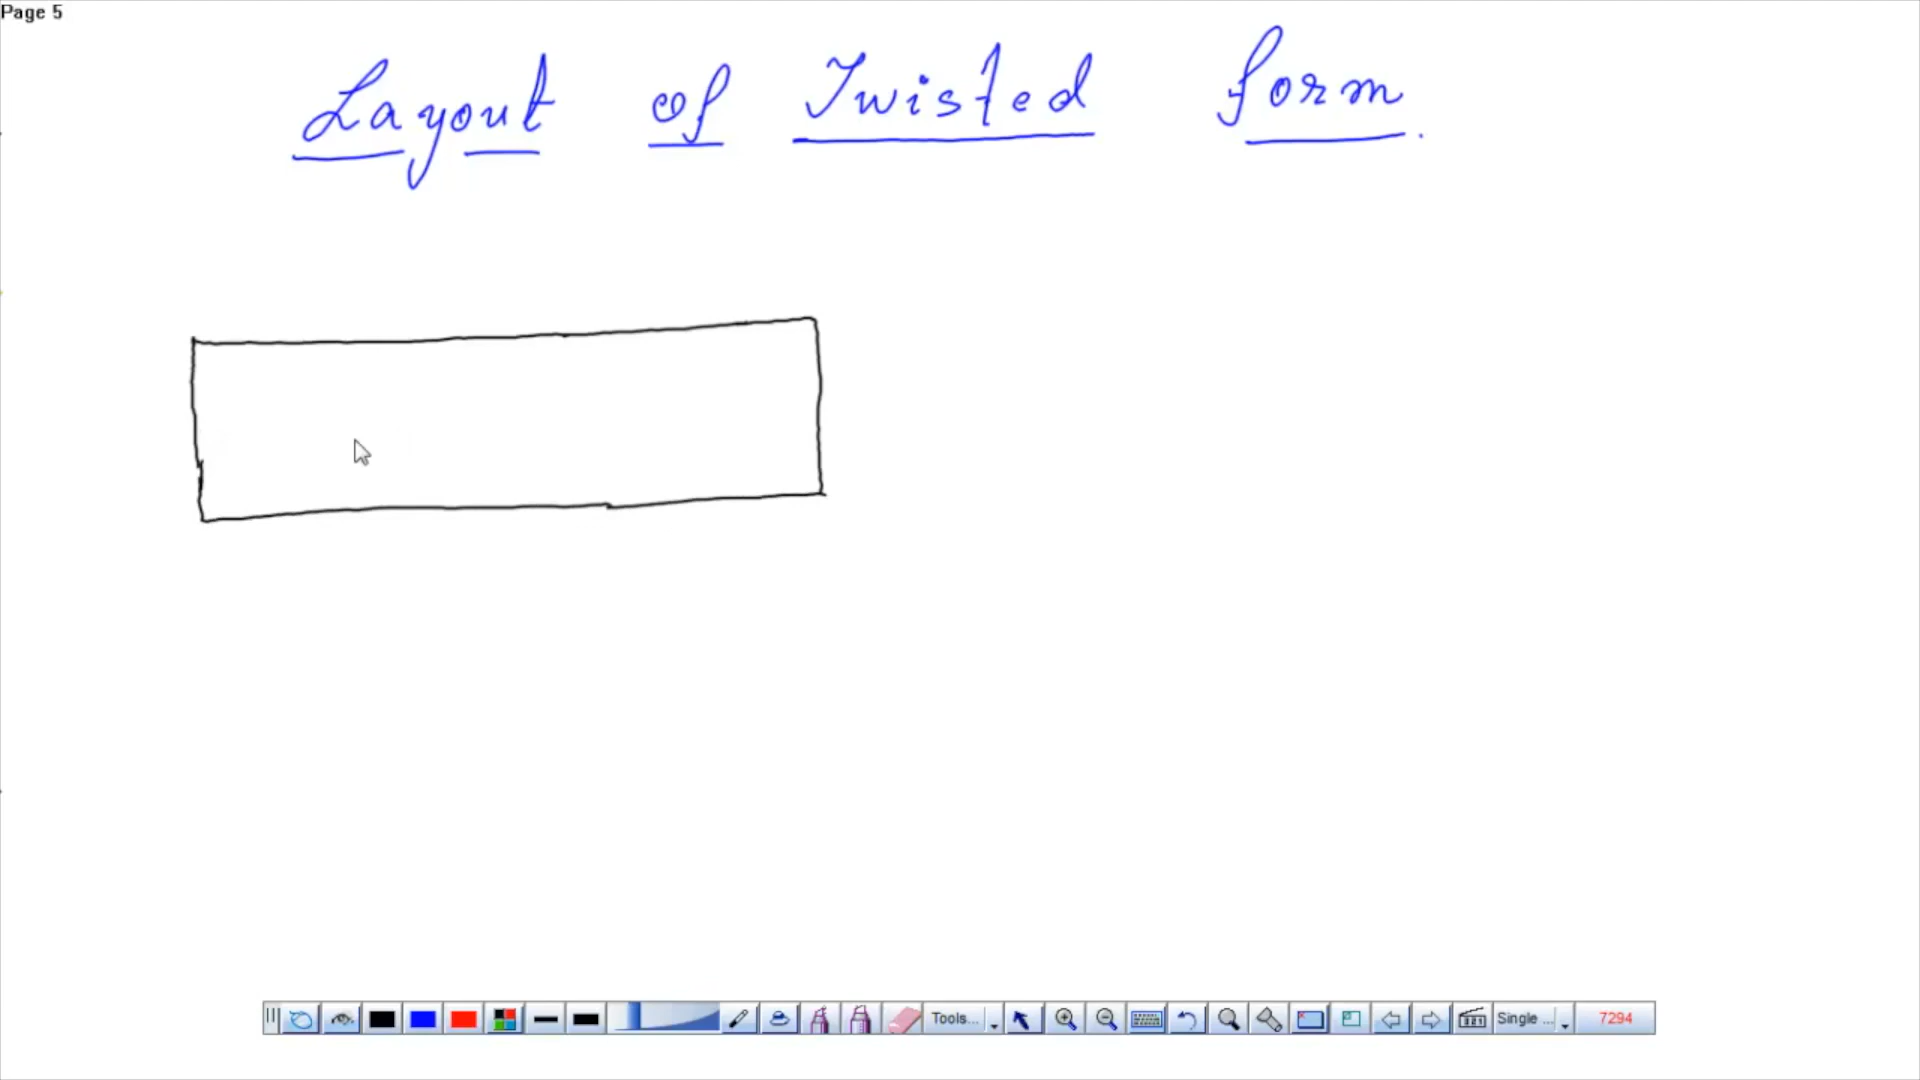 Page 5
Layout of Twisted form.
Tools...
Single ...
7294